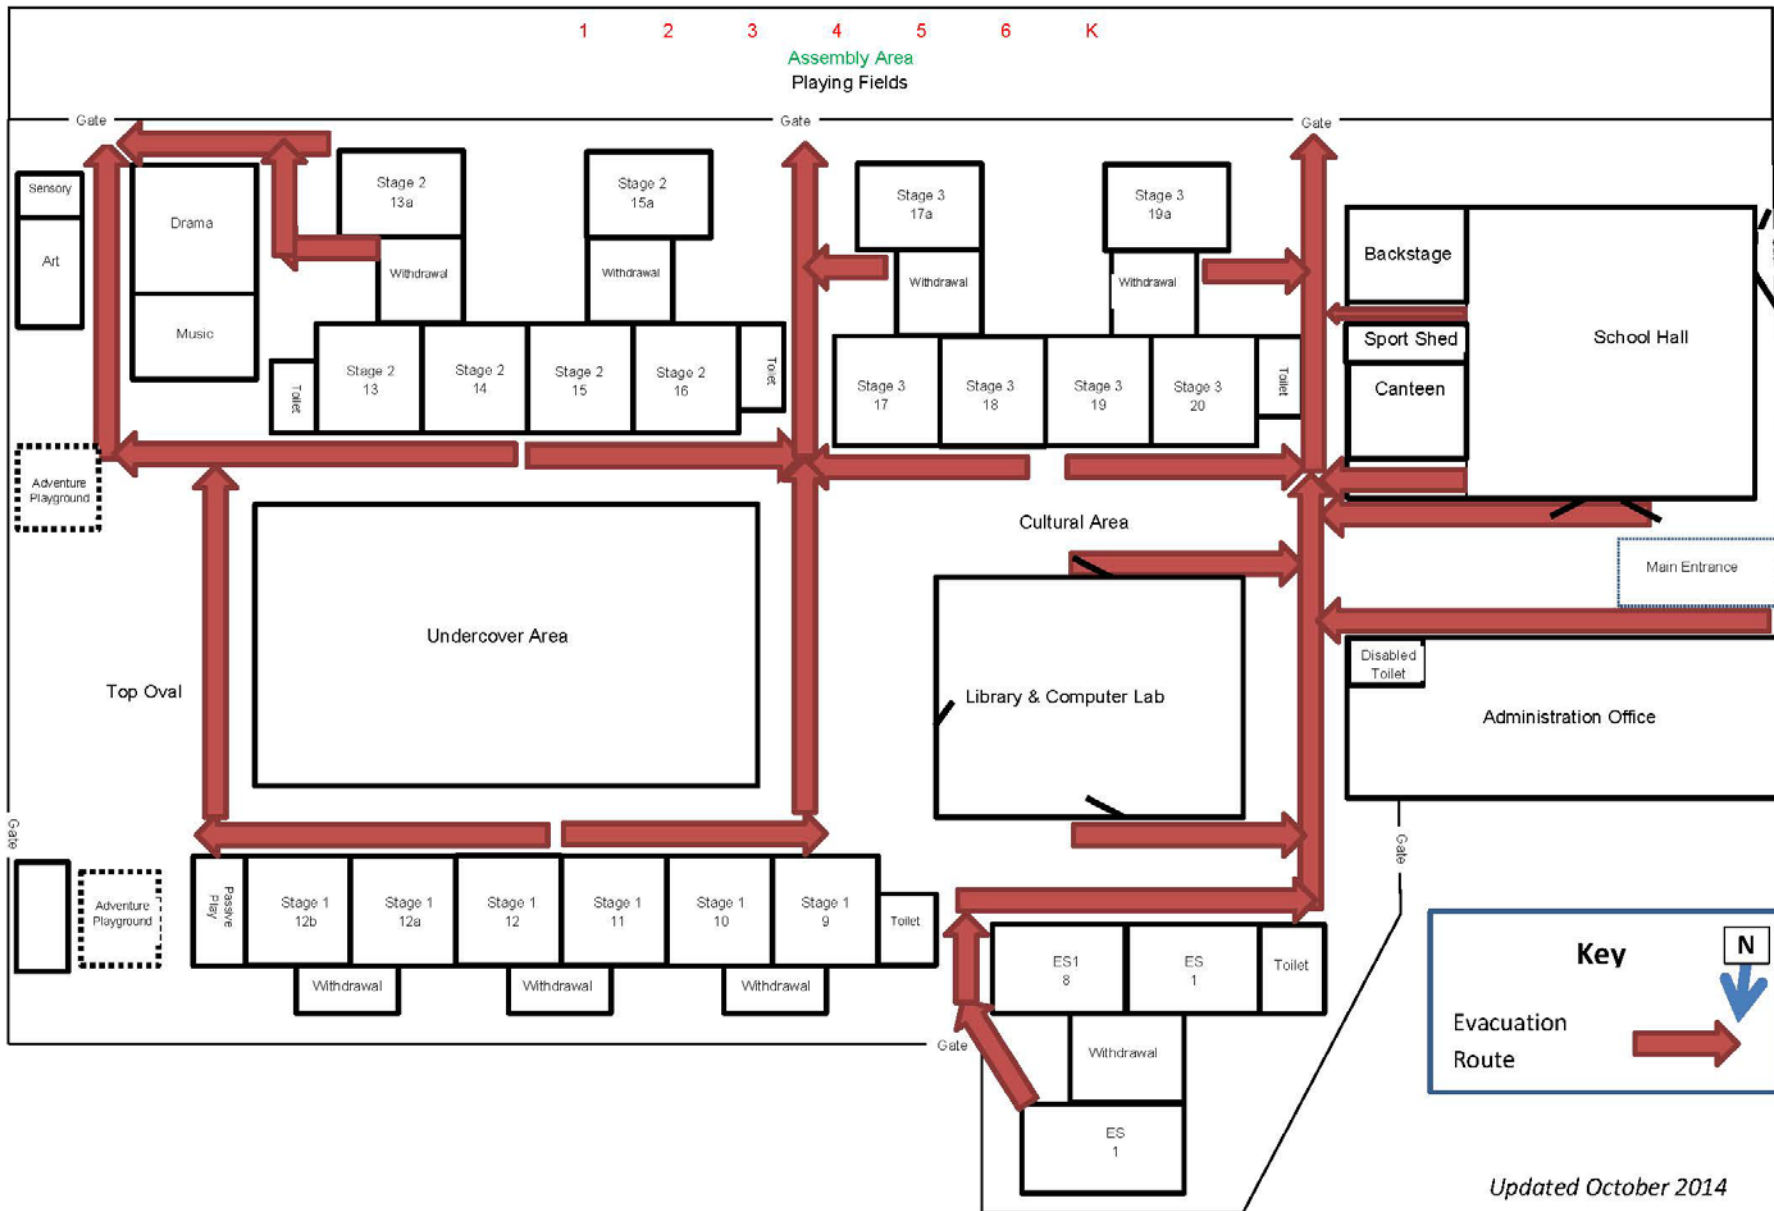 1 2 3 4 5 6 K
Assembly Area
Playing Fields
Gate
Gate
Gate
Sensory
Art
Drama
Music
Stage 2
13a
Withdrawal
Stage 2
15a
Withdrawal
Stage 3
17a
Withdrawal
Stage 3
19a
Withdrawal
Backstage
Sport Shed
Canteen
School Hall
Toilet
Stage 2
13
Stage 2
14
Stage 2
15
Stage 2
16
Toilet
Stage 3
17
Stage 3
18
Stage 3
19
Stage 3
20
Toilet
Adventure
Playground
Cultural Area
Main Entrance
Undercover Area
Top Oval
Library & Computer Lab
Disabled
Toilet
Administration Office
Gate
Gate
Adventure
Playground
Passive
Play
Stage 1
12b
Stage 1
12a
Stage 1
12
Stage 1
11
Stage 1
10
Stage 1
9
Toilet
Withdrawal
Withdrawal
Withdrawal
Gate
ES1
8
ES
1
Toilet
Withdrawal
ES
1
Key
N
Evacuation
Route
Updated October 2014